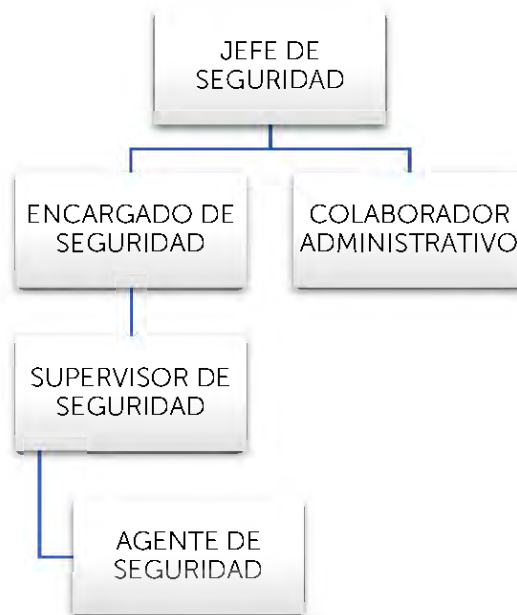 JEFE DE
SEGURIDAD
ENCARGADO DE
SEGURIDAD
COLABORADOR
ADMINISTRATIVO
SUPERVISOR DE
SEGURIDAD
AGENTE DE
SEGURIDAD